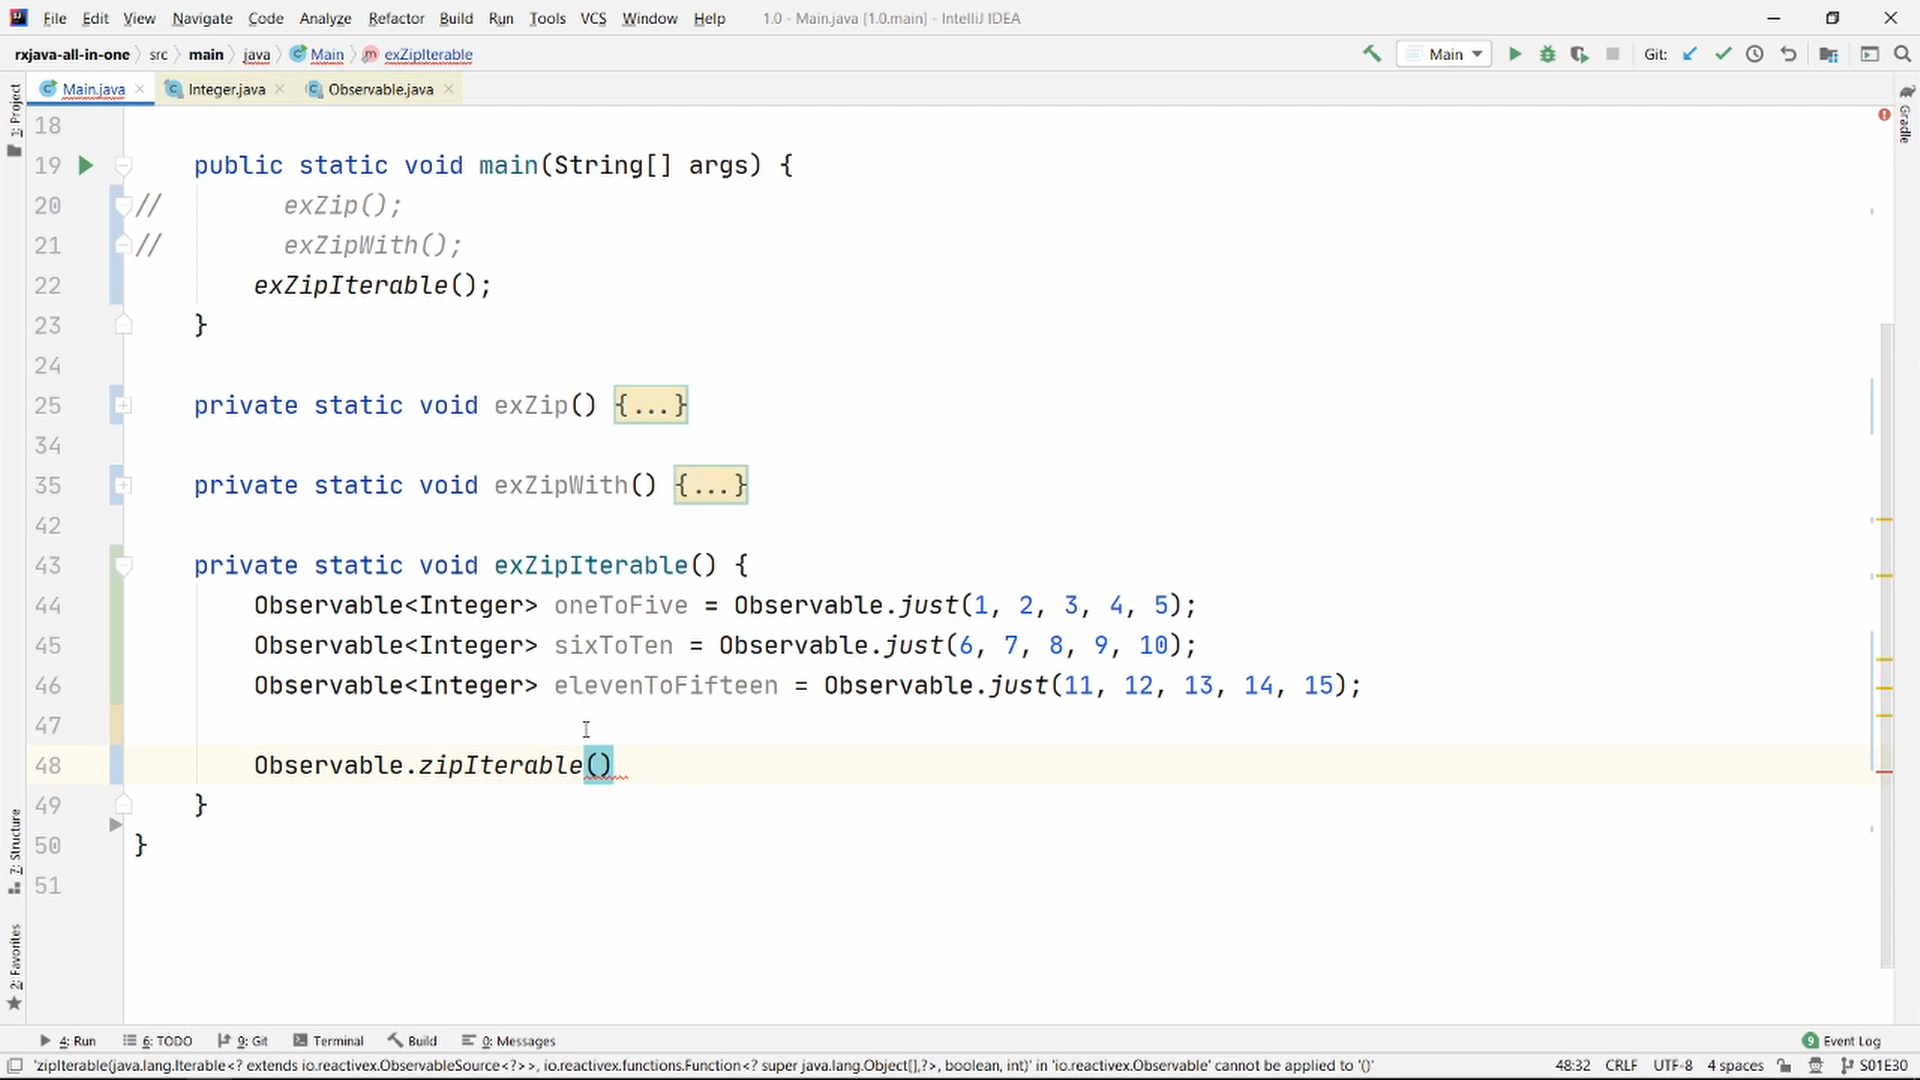 File Edit View Navigate Code Analyze Refactor Build Run Tools VCS Window Help 1.0 - Main.java [1.0.main] - IntelliJ IDEA
rxjava-all-in-one src main java Main exZipIterable Main Git:
Main.java Integer.java Observable.java
1: Project
Gradle
18
19 public static void main(String[] args) {
20 // exZip();
21 // exZipWith();
22 exZipIterable();
23 }
24
25 private static void exZip() {...}
34
35 private static void exZipWith() {...}
42
43 private static void exZipIterable() {
44 Observable<Integer> oneToFive = Observable.just(1, 2, 3, 4, 5);
45 Observable<Integer> sixToTen = Observable.just(6, 7, 8, 9, 10);
46 Observable<Integer> elevenToFifteen = Observable.just(11, 12, 13, 14, 15);
47
48 Observable.zipIterable()
49 }
50 }
51
7: Structure
2: Favorites
4: Run 6: TODO 9: Git Terminal Build 0: Messages 9 Event Log
'zipIterable(java.lang.Iterable<? extends io.reactivex.ObservableSource<?>>, io.reactivex.functions.Function<? super java.lang.Object[],?>, boolean, int)' in 'io.reactivex.Observable' cannot be applied to '()' 48:32 CRLF UTF-8 4 spaces S01E30